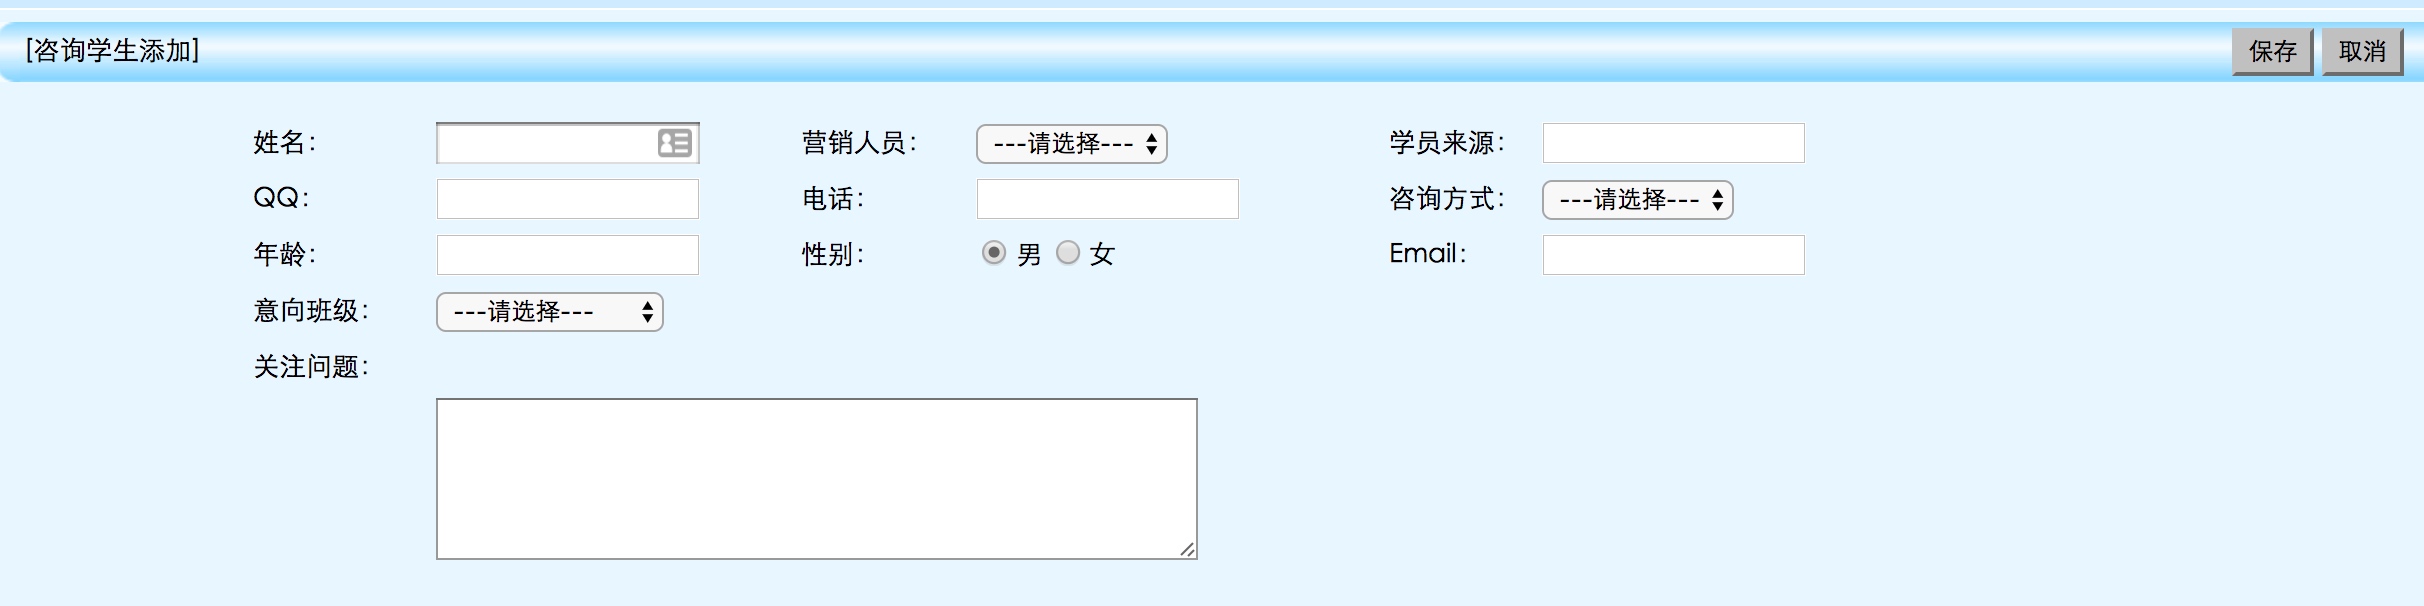 [咨询学生添加] 保存 取消
姓名： 营销人员： ---请选择--- 学员来源：
QQ： 电话： 咨询方式： ---请选择---
年龄： 性别： 男 女 Email：
意向班级： ---请选择---
关注问题：